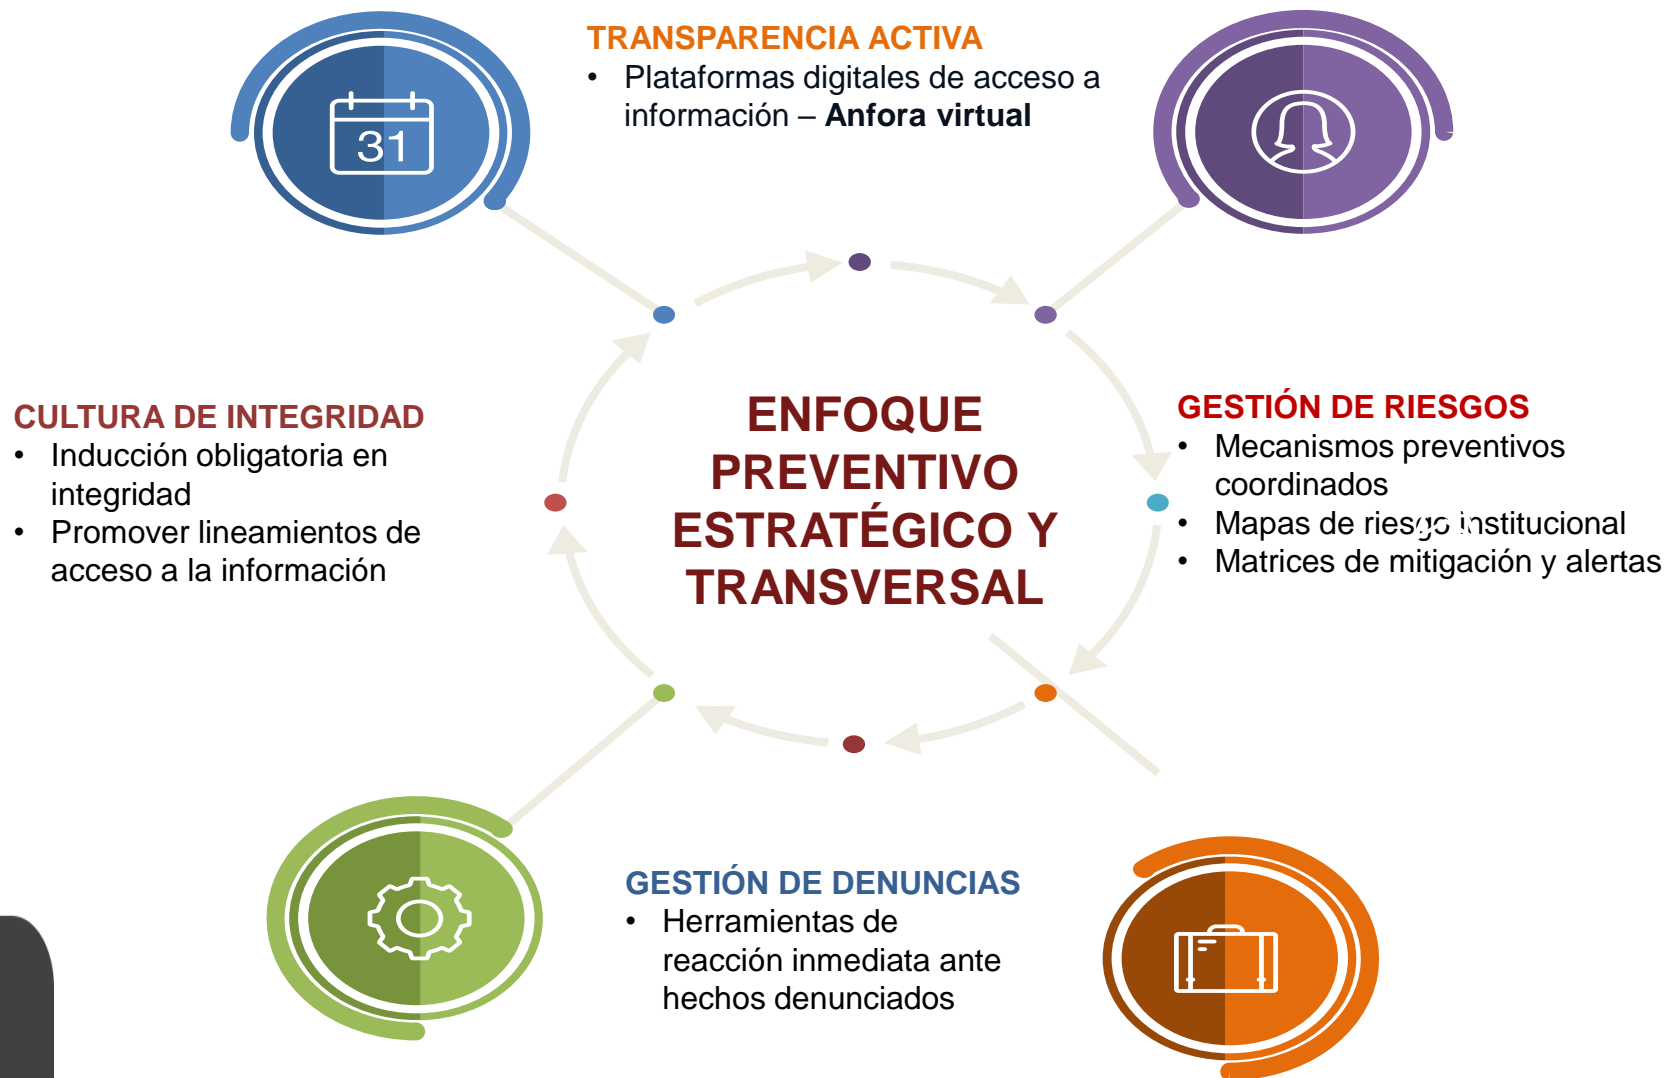 TRANSPARENCIA ACTIVA
• Plataformas digitales de acceso a
información – Anfora virtual
31
CULTURA DE INTEGRIDAD
• Inducción obligatoria en
integridad
• Promover lineamientos de
acceso a la información
ENFOQUE
PREVENTIVO
ESTRATÉGICO Y
TRANSVERSAL
GESTIÓN DE RIESGOS
• Mecanismos preventivos
coordinados
• Mapas de riesgo institucional
• Matrices de mitigación y alertas
GESTIÓN DE DENUNCIAS
• Herramientas de
reacción inmediata ante
hechos denunciados